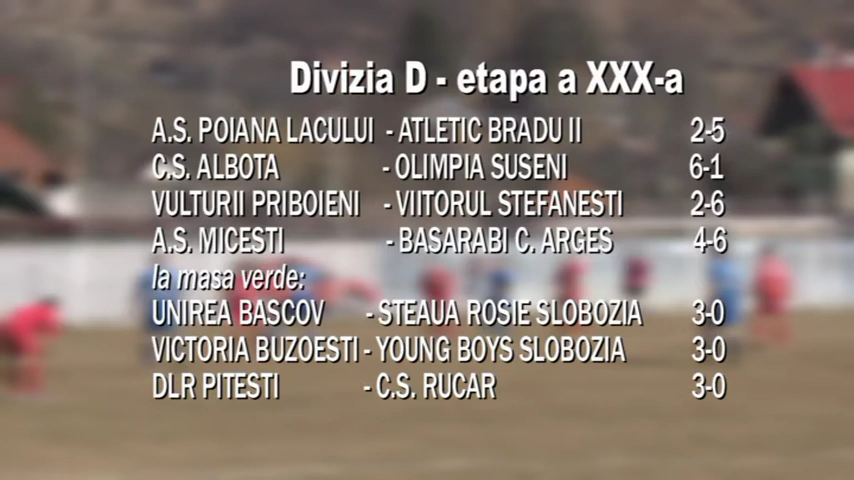 Divizia D - etapa a XXX-a
A.S. POIANA LACULUI - ATLETIC BRADU II 2-5
C.S. ALBOTA - OLIMPIA SUSENI 6-1
VULTURII PRIBOIENI - VIITORUL STEFANESTI 2-6
A.S. MICESTI - BASARABI C. ARGES 4-6
la masa verde:
UNIREA BASCOV - STEAUA ROSIE SLOBOZIA 3-0
VICTORIA BUZOESTI - YOUNG BOYS SLOBOZIA 3-0
DLR PITESTI - C.S. RUCAR 3-0